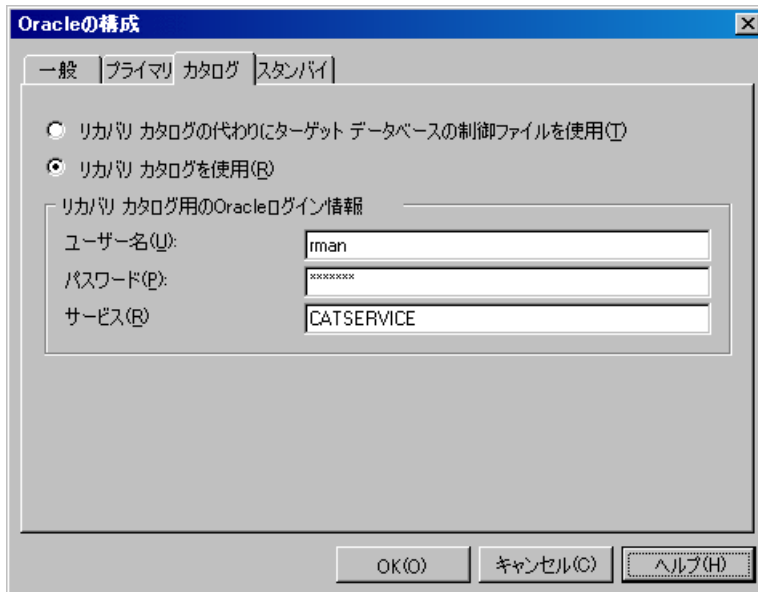 Oracleの構成
一般 プライマリ カタログ スタンバイ
リカバリ カタログの代わりにターゲット データベースの制御ファイルを使用(T)
リカバリ カタログを使用(R)
リカバリ カタログ用のOracleログイン情報
ユーザー名(U): rman
パスワード(P): *******
サービス(R) CATSERVICE
OK(O) キャンセル(C) ヘルプ(H)